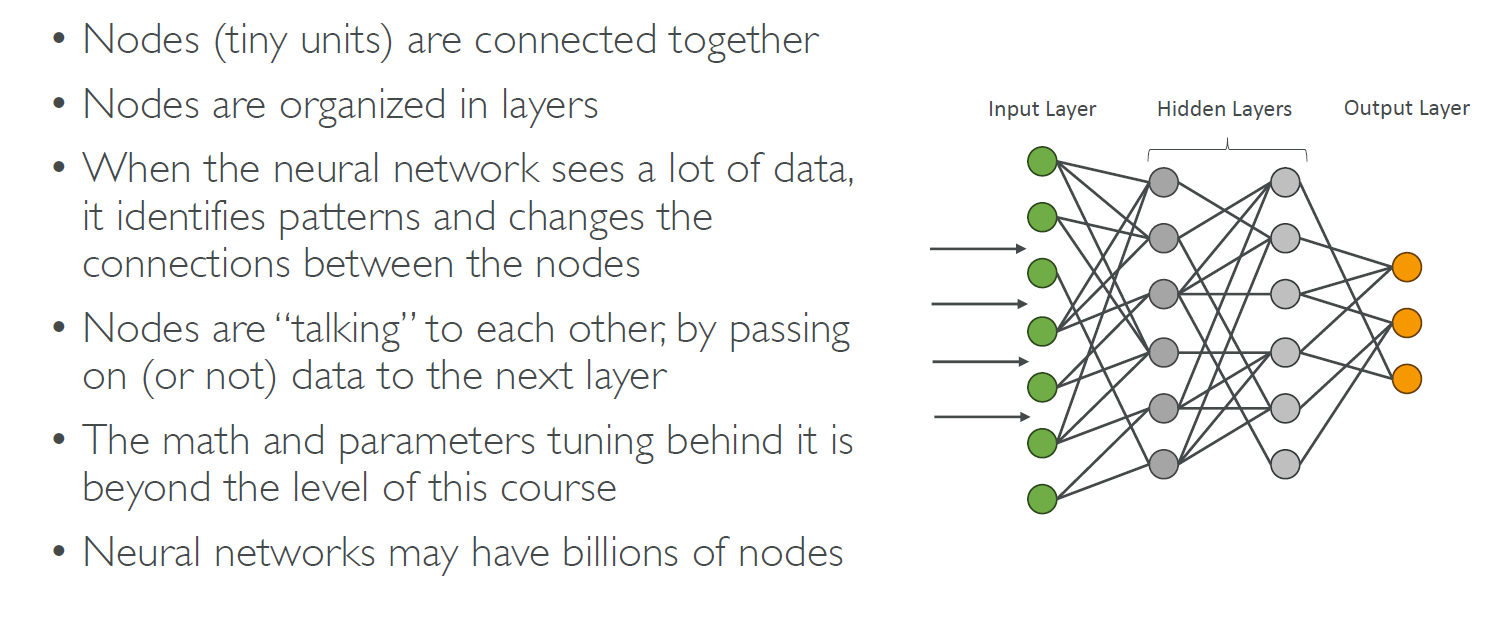 • Nodes (tiny units) are connected together
• Nodes are organized in layers
• When the neural network sees a lot of data,
it identifies patterns and changes the
connections between the nodes
• Nodes are “talking” to each other, by passing
on (or not) data to the next layer
• The math and parameters tuning behind it is
beyond the level of this course
• Neural networks may have billions of nodes
Input Layer
Hidden Layers
Output Layer